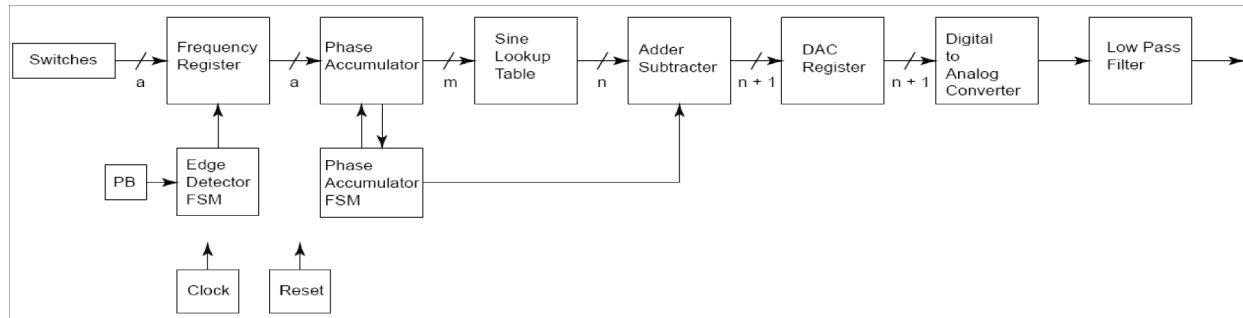 Switches
a
Frequency
Register
a
Phase
Accumulator
m
Sine
Lookup
Table
n
Adder
Subtracter
n + 1
DAC
Register
n + 1
Digital
to
Analog
Converter
Low Pass
Filter
PB
Edge
Detector
FSM
Phase
Accumulator
FSM
Clock
Reset